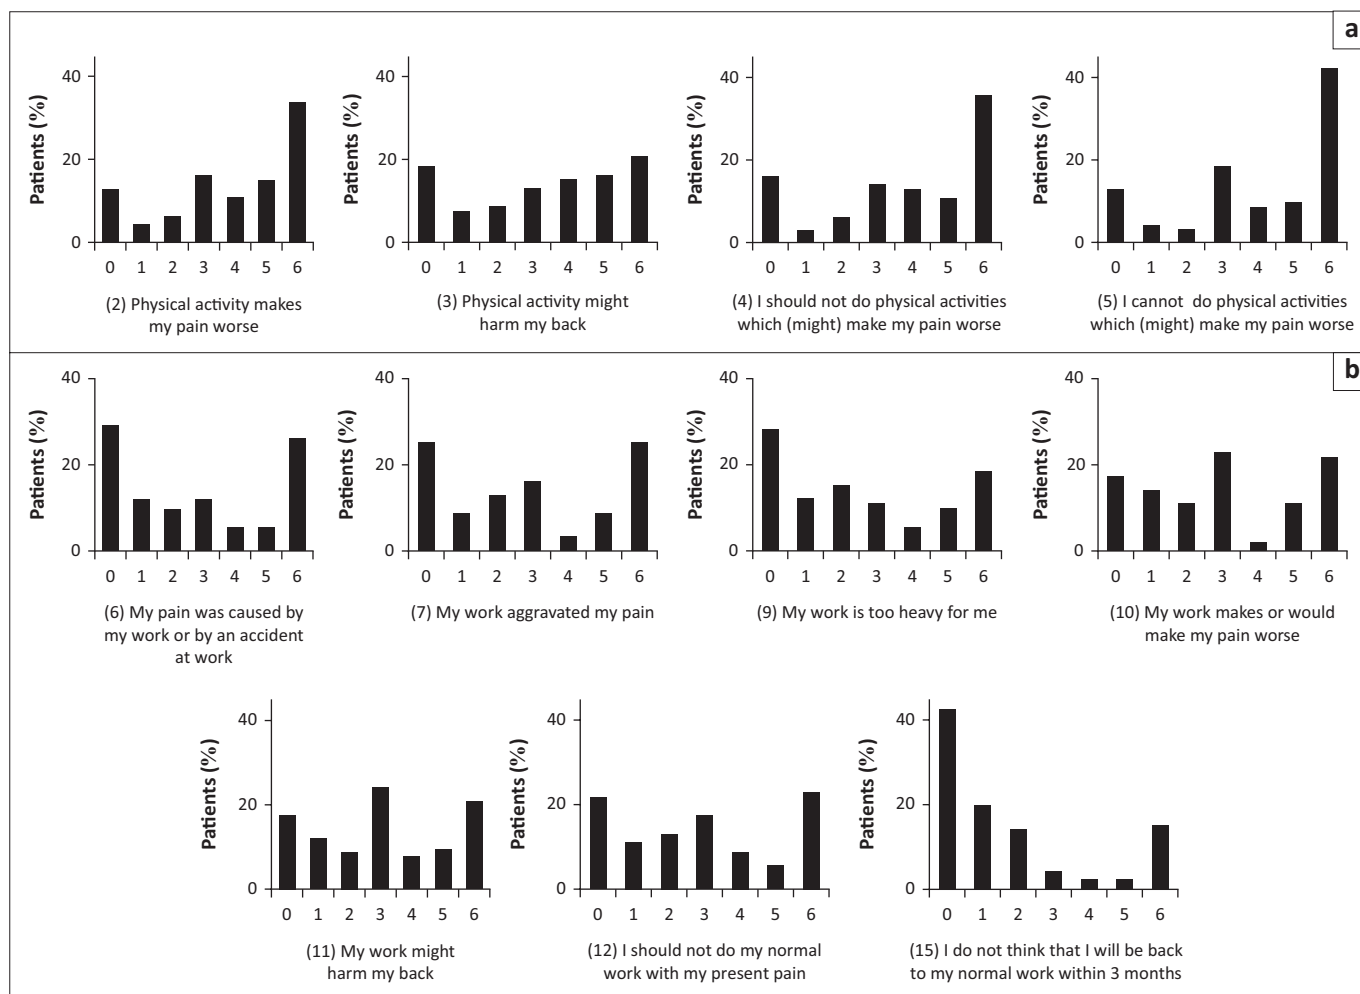 a
Patients (%)
40
20
0
0 1 2 3 4 5 6
(2) Physical activity makes
my pain worse
Patients (%)
40
20
0
0 1 2 3 4 5 6
(3) Physical activity might
harm my back
Patients (%)
40
20
0
0 1 2 3 4 5 6
(4) I should not do physical activities
which (might) make my pain worse
Patients (%)
40
20
0
0 1 2 3 4 5 6
(5) I cannot do physical activities
which (might) make my pain worse
b
Patients (%)
40
20
0
0 1 2 3 4 5 6
(6) My pain was caused by
my work or by an accident
at work
Patients (%)
40
20
0
0 1 2 3 4 5 6
(7) My work aggravated my pain
Patients (%)
40
20
0
0 1 2 3 4 5 6
(9) My work is too heavy for me
Patients (%)
40
20
0
0 1 2 3 4 5 6
(10) My work makes or would
make my pain worse
Patients (%)
40
20
0
0 1 2 3 4 5 6
(11) My work might
harm my back
Patients (%)
40
20
0
0 1 2 3 4 5 6
(12) I should not do my normal
work with my present pain
Patients (%)
40
20
0
0 1 2 3 4 5 6
(15) I do not think that I will be back
to my normal work within 3 months